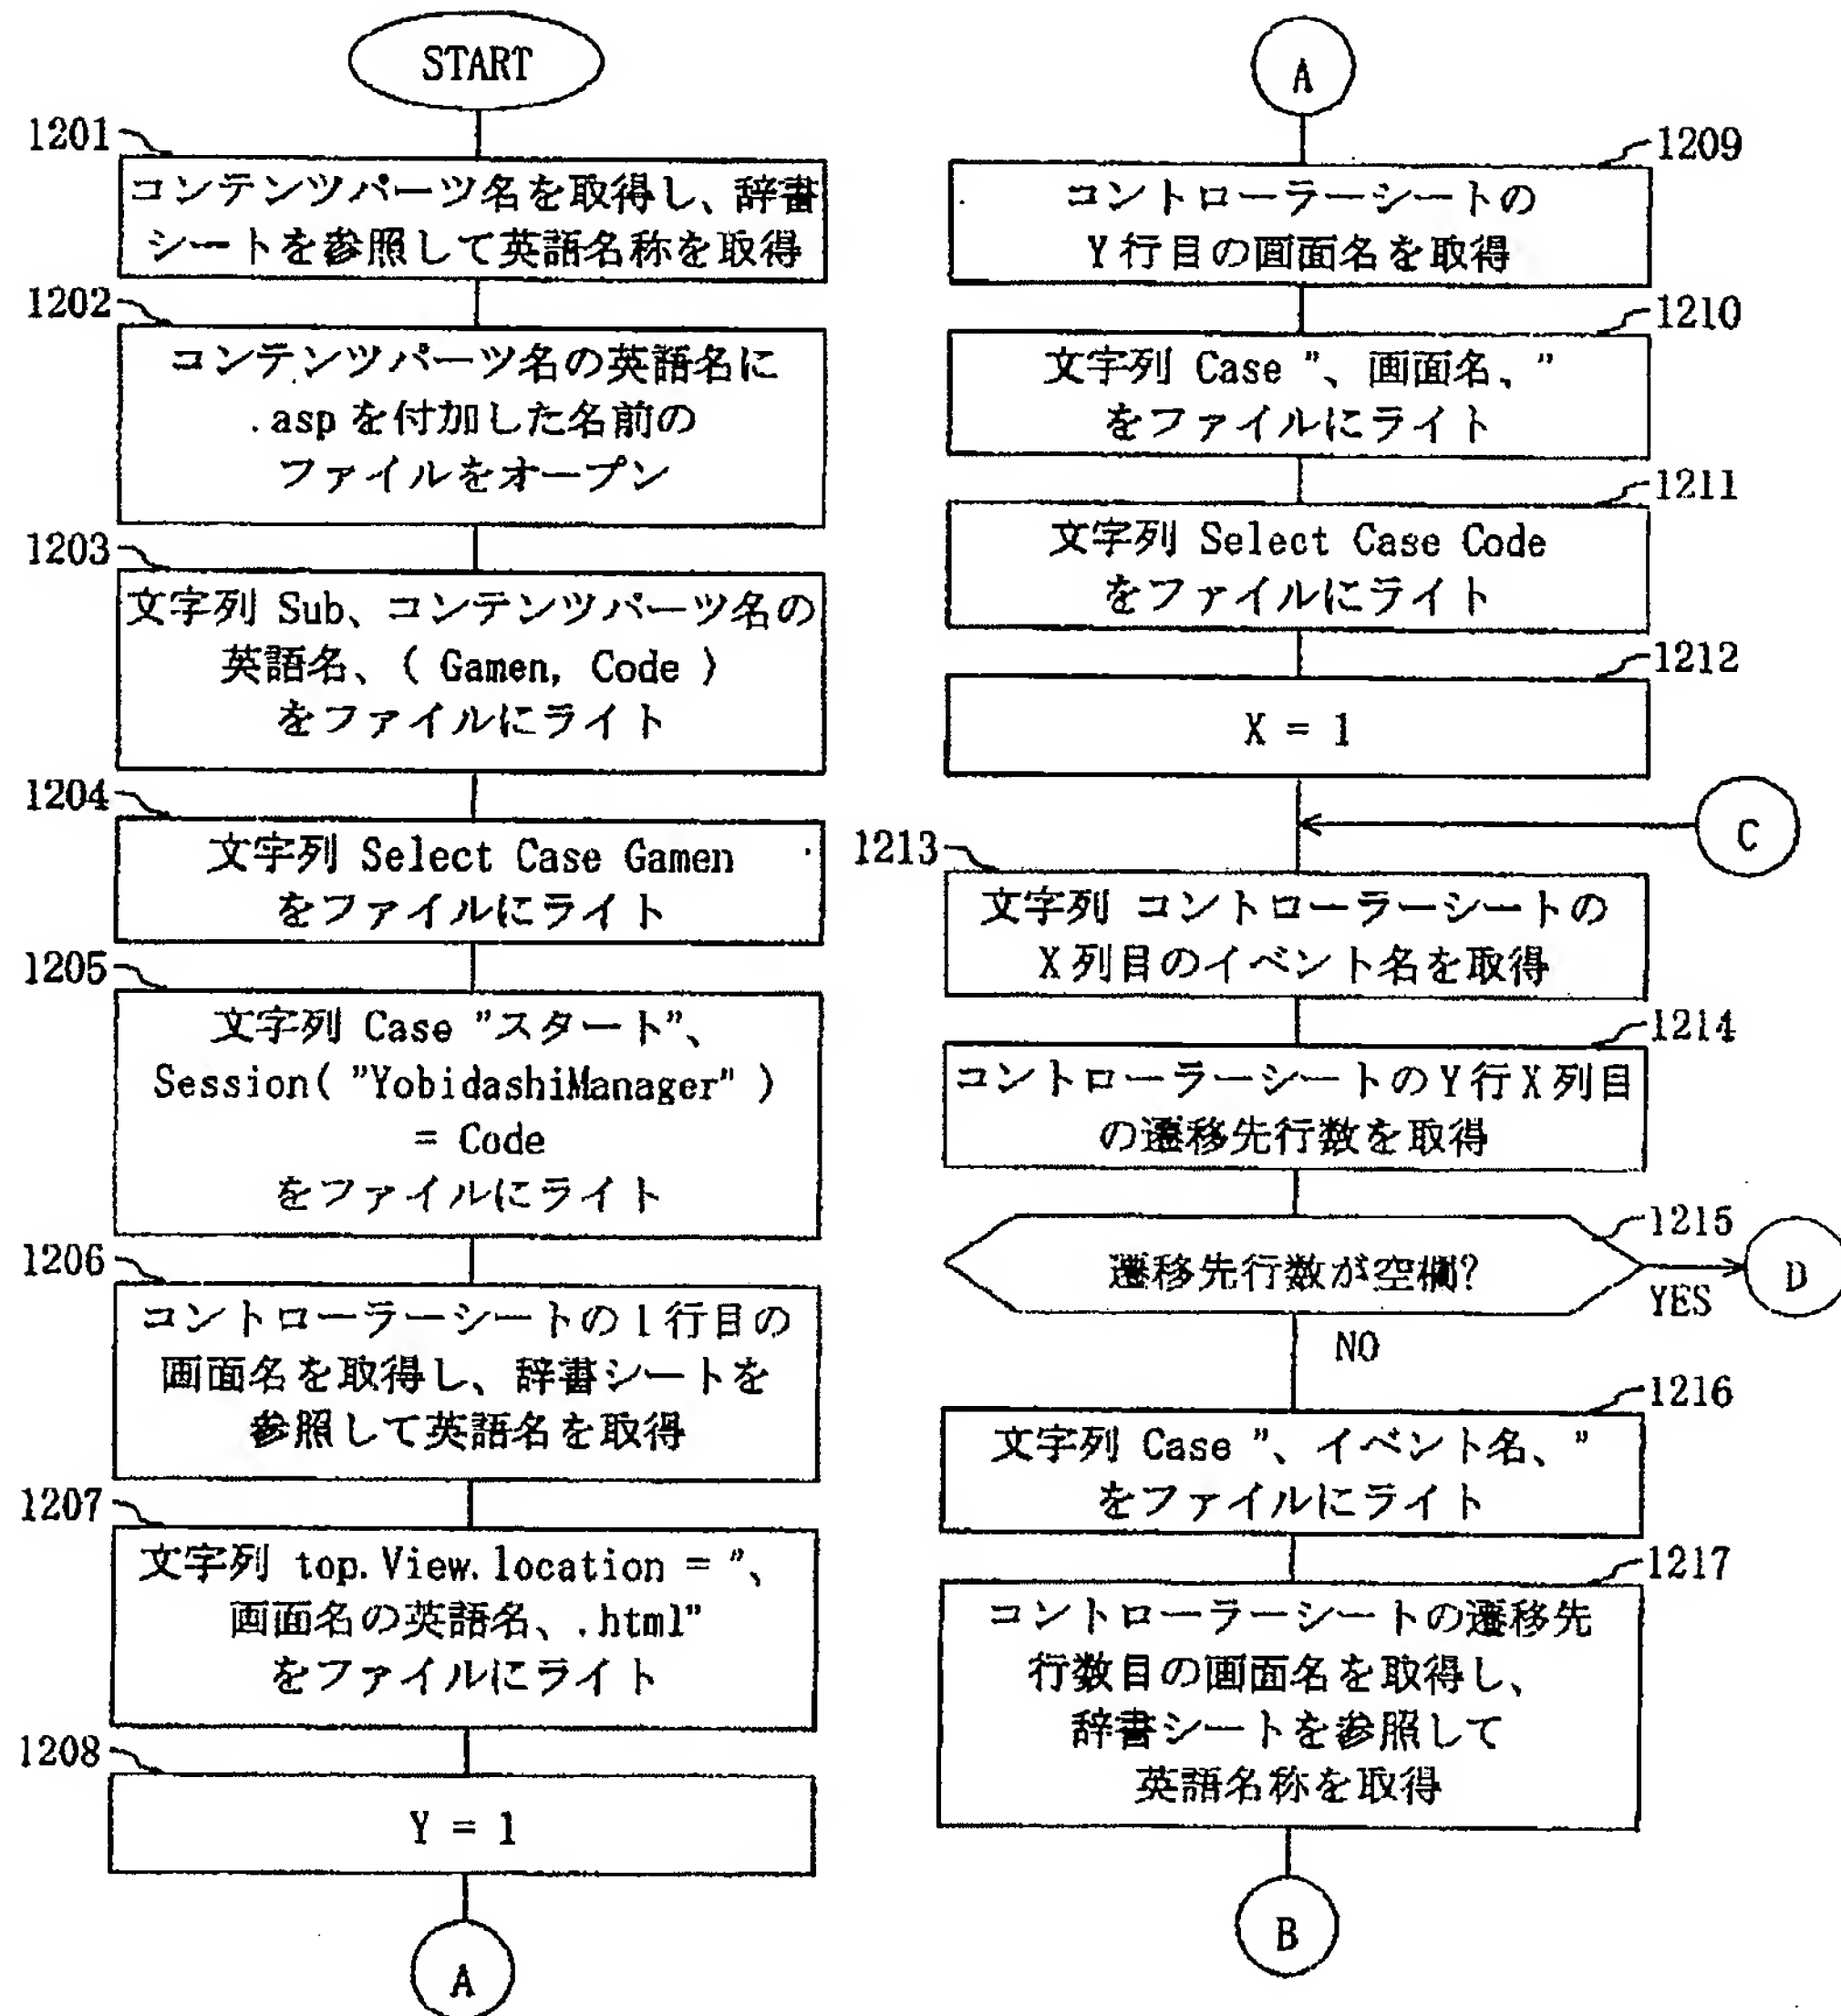 START
1201
コンテンツパーツ名を取得し、辞書
シートを参照して英語名称を取得
1202
コンテンツパーツ名の英語名に
.aspを付加した名前の
ファイルをオープン
1203
文字列 Sub、コンテンツパーツ名の
英語名、( Gamen, Code )
をファイルにライト
1204
文字列 Select Case Gamen
をファイルにライト
1205
文字列 Case ”スタート”、
Session( ”YobidashiManager” )
= Code
をファイルにライト
1206
コントローラーシートの1行目の
画面名を取得し、辞書シートを
参照して英語名を取得
1207
文字列 top.View.location = ”、
画面名の英語名、.html”
をファイルにライト
1208
Y = 1
A
A
1209
コントローラーシートの
Y行目の画面名を取得
1210
文字列 Case ”、画面名、”
をファイルにライト
1211
文字列 Select Case Code
をファイルにライト
1212
X = 1
C
1213
文字列 コントローラーシートの
X列目のイベント名を取得
1214
コントローラーシートのY行X列目
の遷移先行数を取得
1215
遷移先行数が空欄?
YES
D
NO
1216
文字列 Case ”、イベント名、”
をファイルにライト
1217
コントローラーシートの遷移先
行数目の画面名を取得し、
辞書シートを参照して
英語名称を取得
B